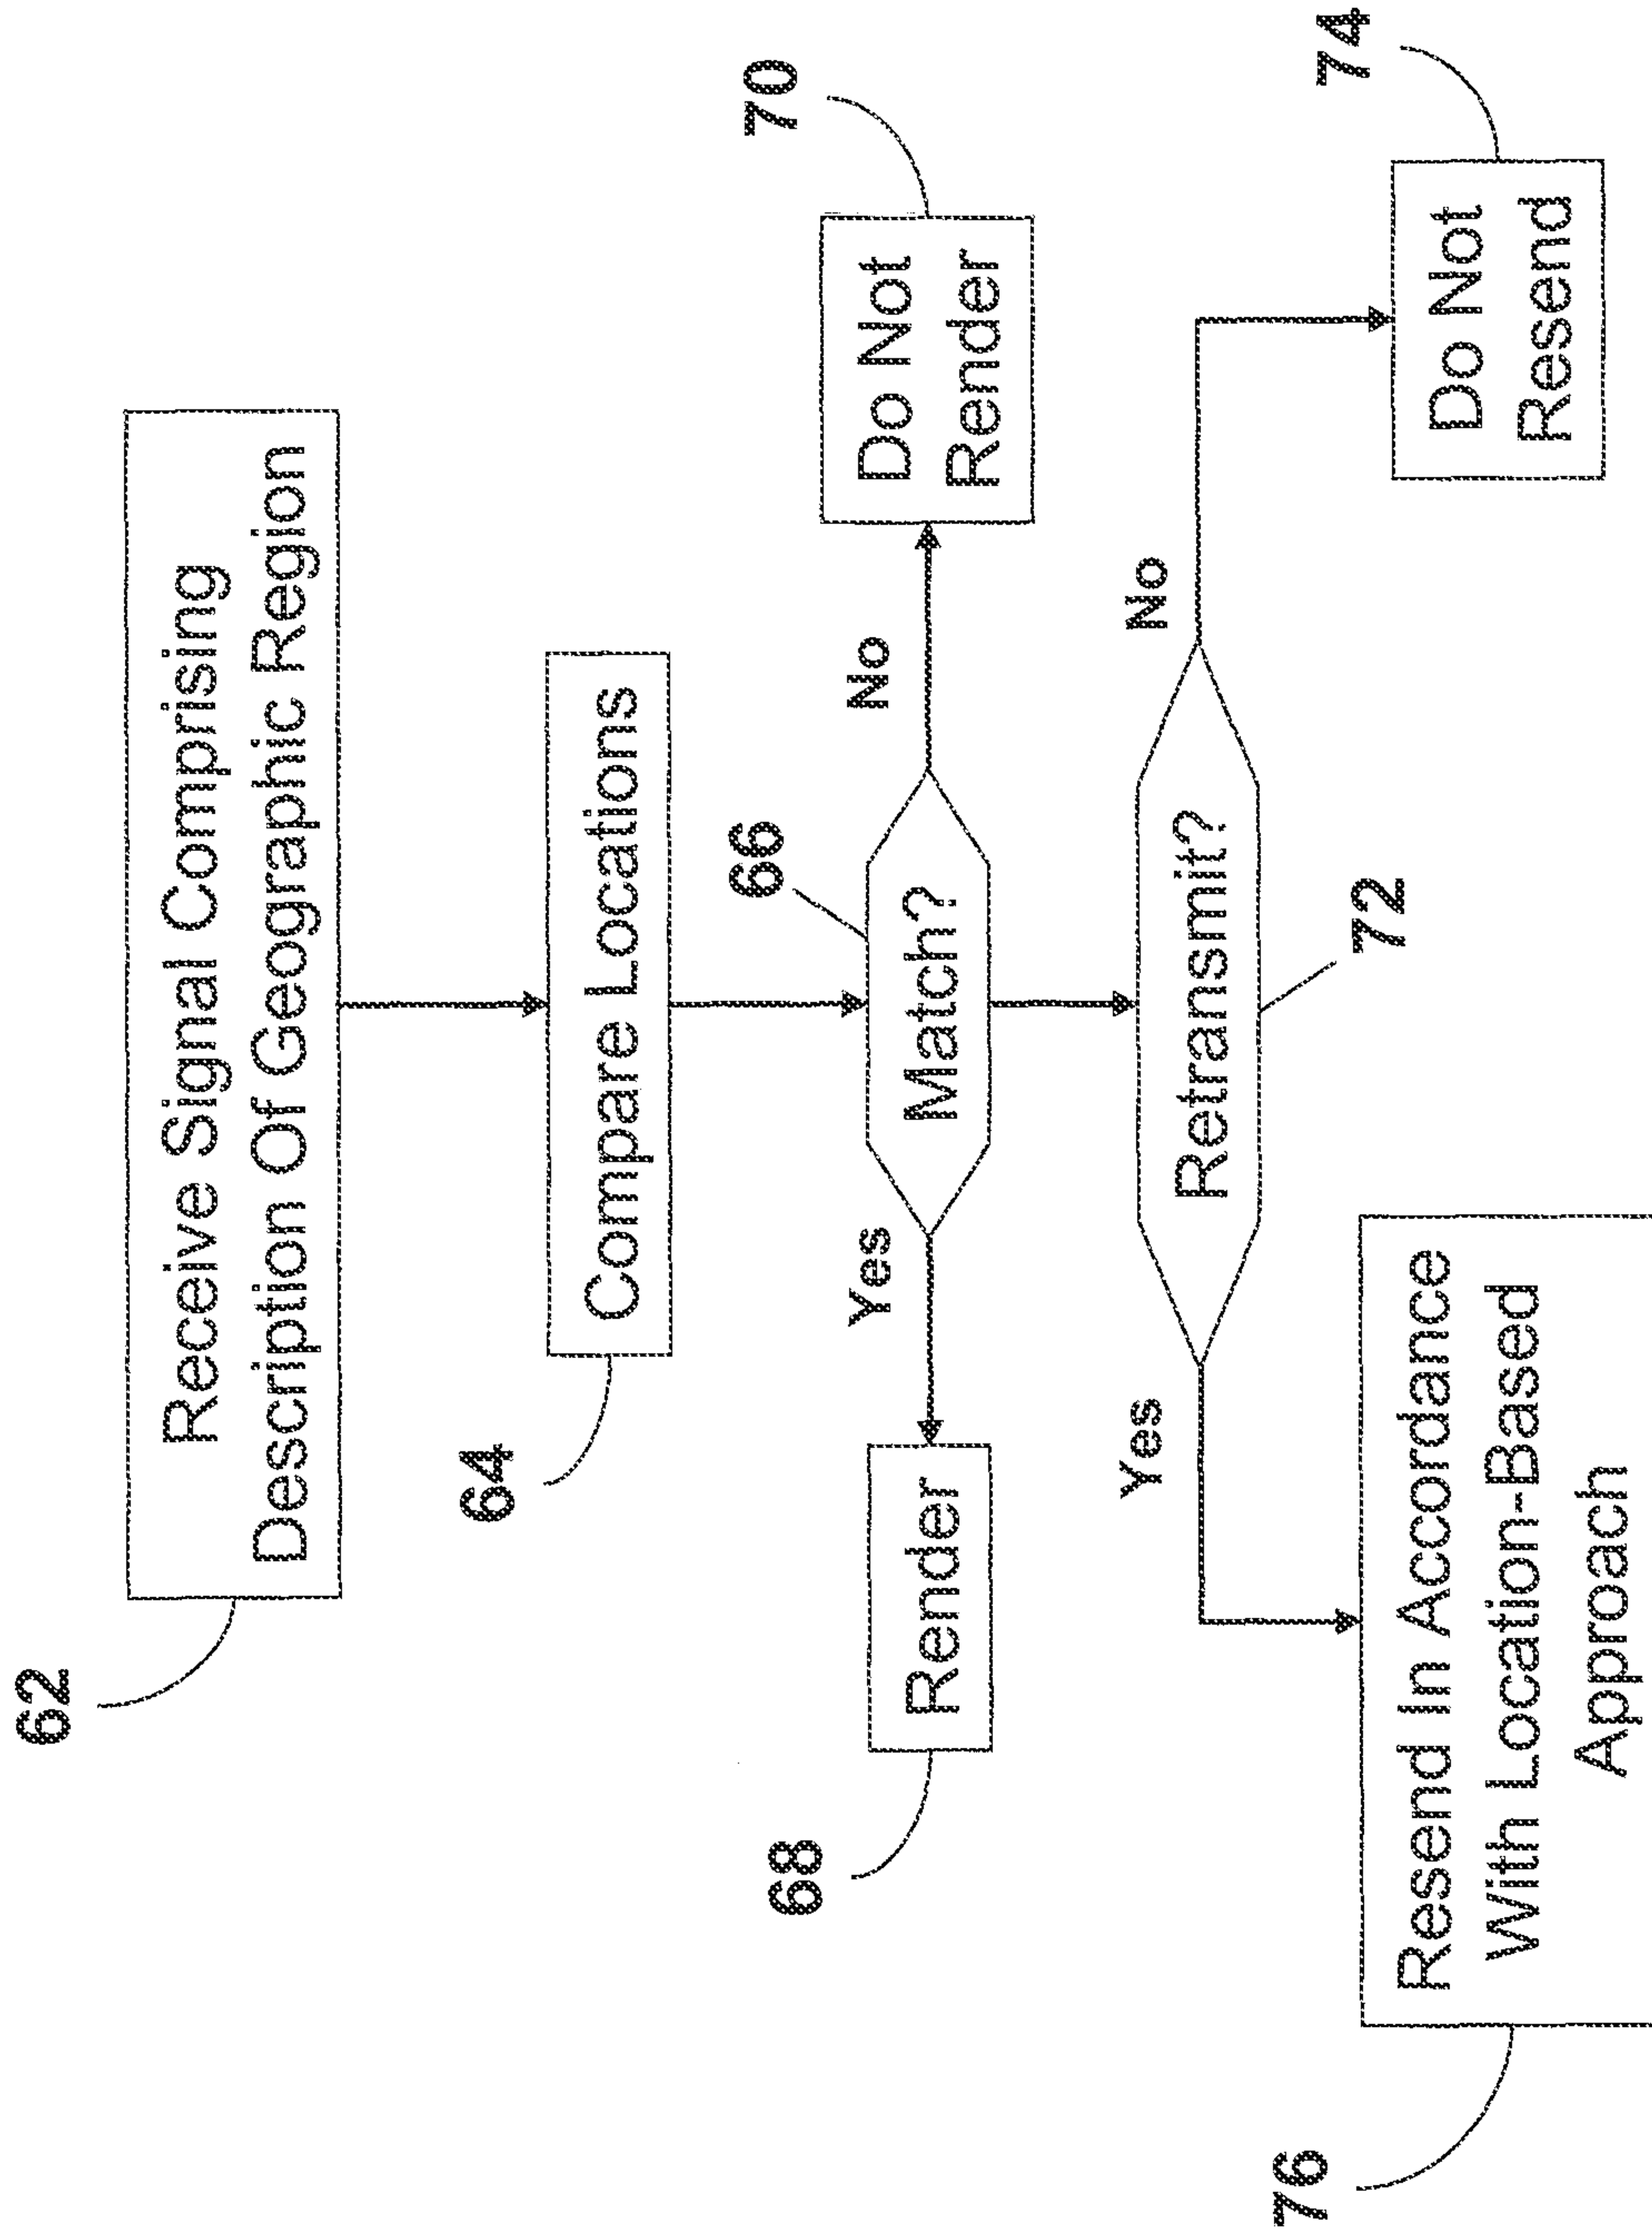 62
Receive Signal Comprising
Description Of Geographic Region
64
Compare Locations
66
Match?
Yes
No
68
Render
70
Do Not
Render
72
Retransmit?
Yes
No
76
Resend In Accordance
With Location-Based
Approach
74
Do Not
Resend